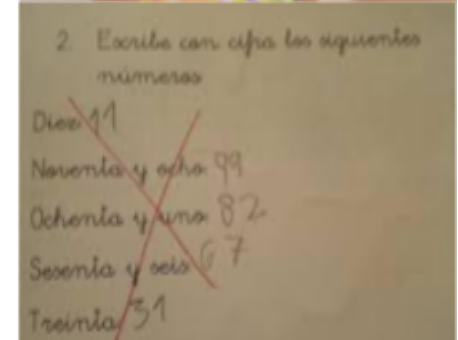 2. Escribe con cifra los siguientes
números
Diez 11
Noventa y ocho 99
Ochenta y uno 82
Sesenta y seis 67
Treinta 31